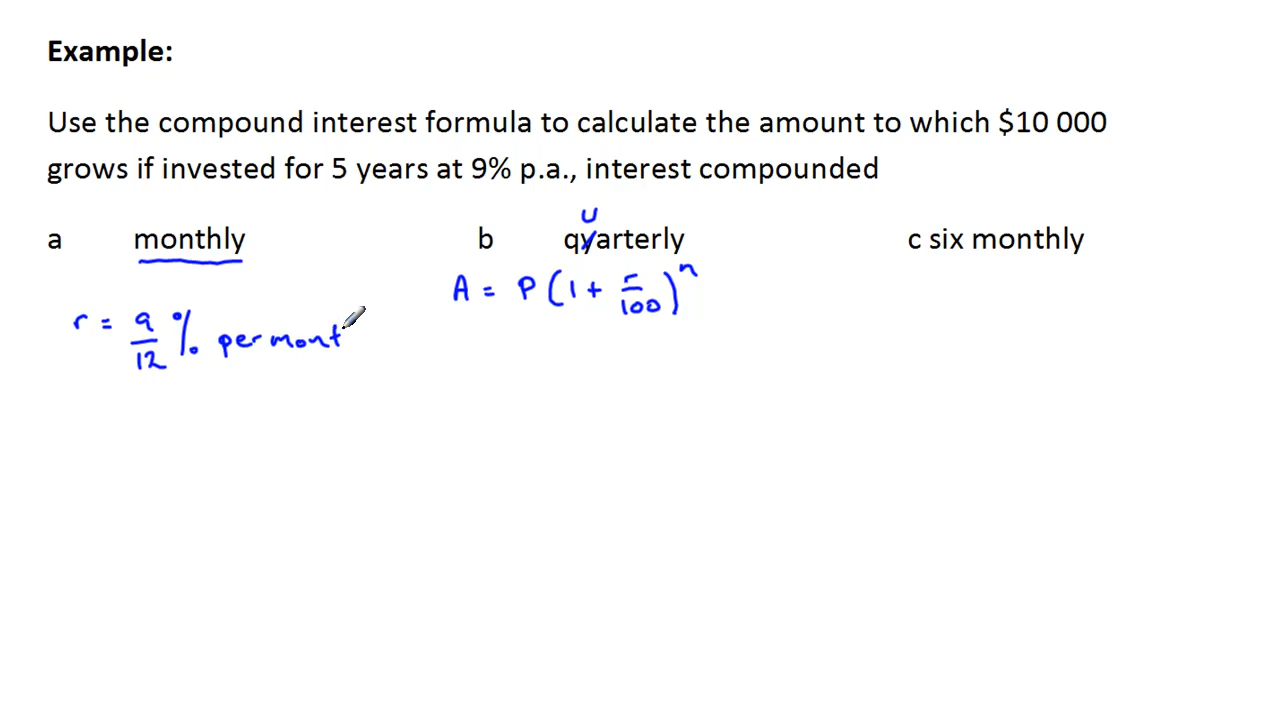 Example:
Use the compound interest formula to calculate the amount to which $10 000
grows if invested for 5 years at 9% p.a., interest compounded
a monthly b qyarterly c six monthly
u
A = P(1 + r/100)^n
r = 9/12 % per mont